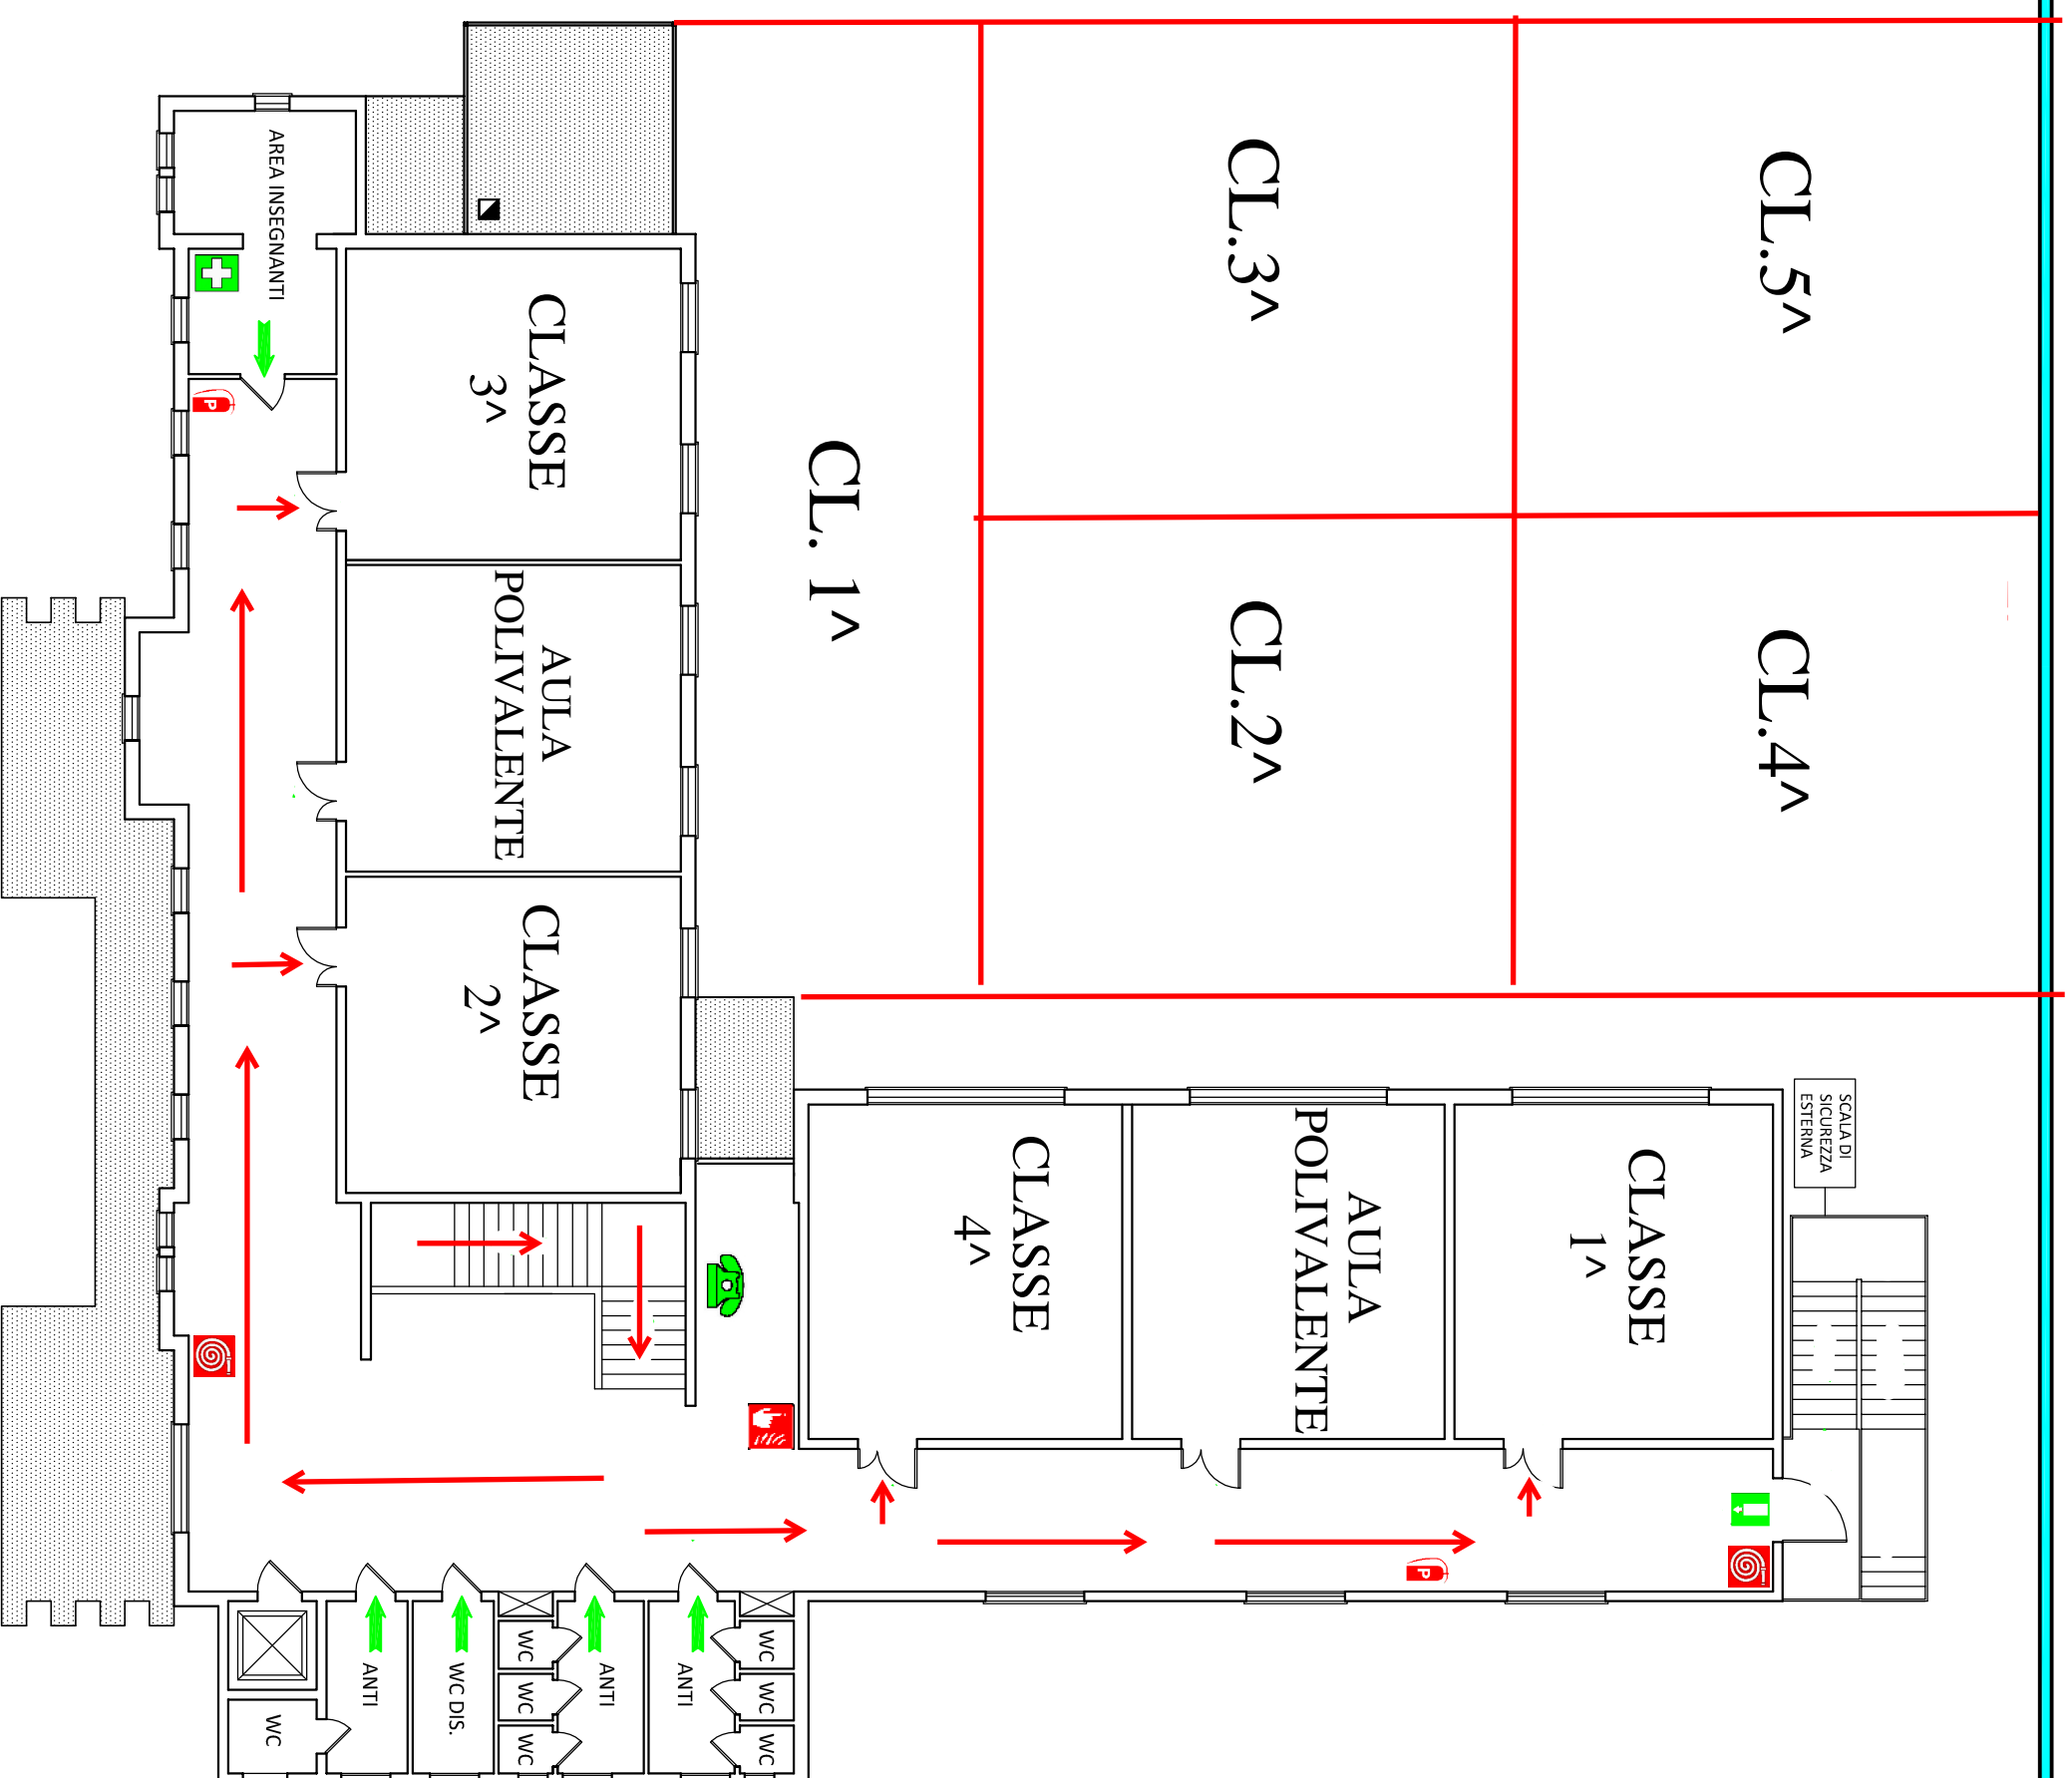 CL.5^
CL.4^
CL.3^
CL.2^
CL. 1^
SCALA DI
SICUREZZA
ESTERNA
CLASSE
1^
AULA
POLIVALENTE
CLASSE
4^
CLASSE
3^
AULA
POLIVALENTE
CLASSE
2^
AREA INSEGNANTI
P
P
WC
WC
WC
ANTI
ANTI
WC
WC
WC
WC DIS.
ANTI
WC